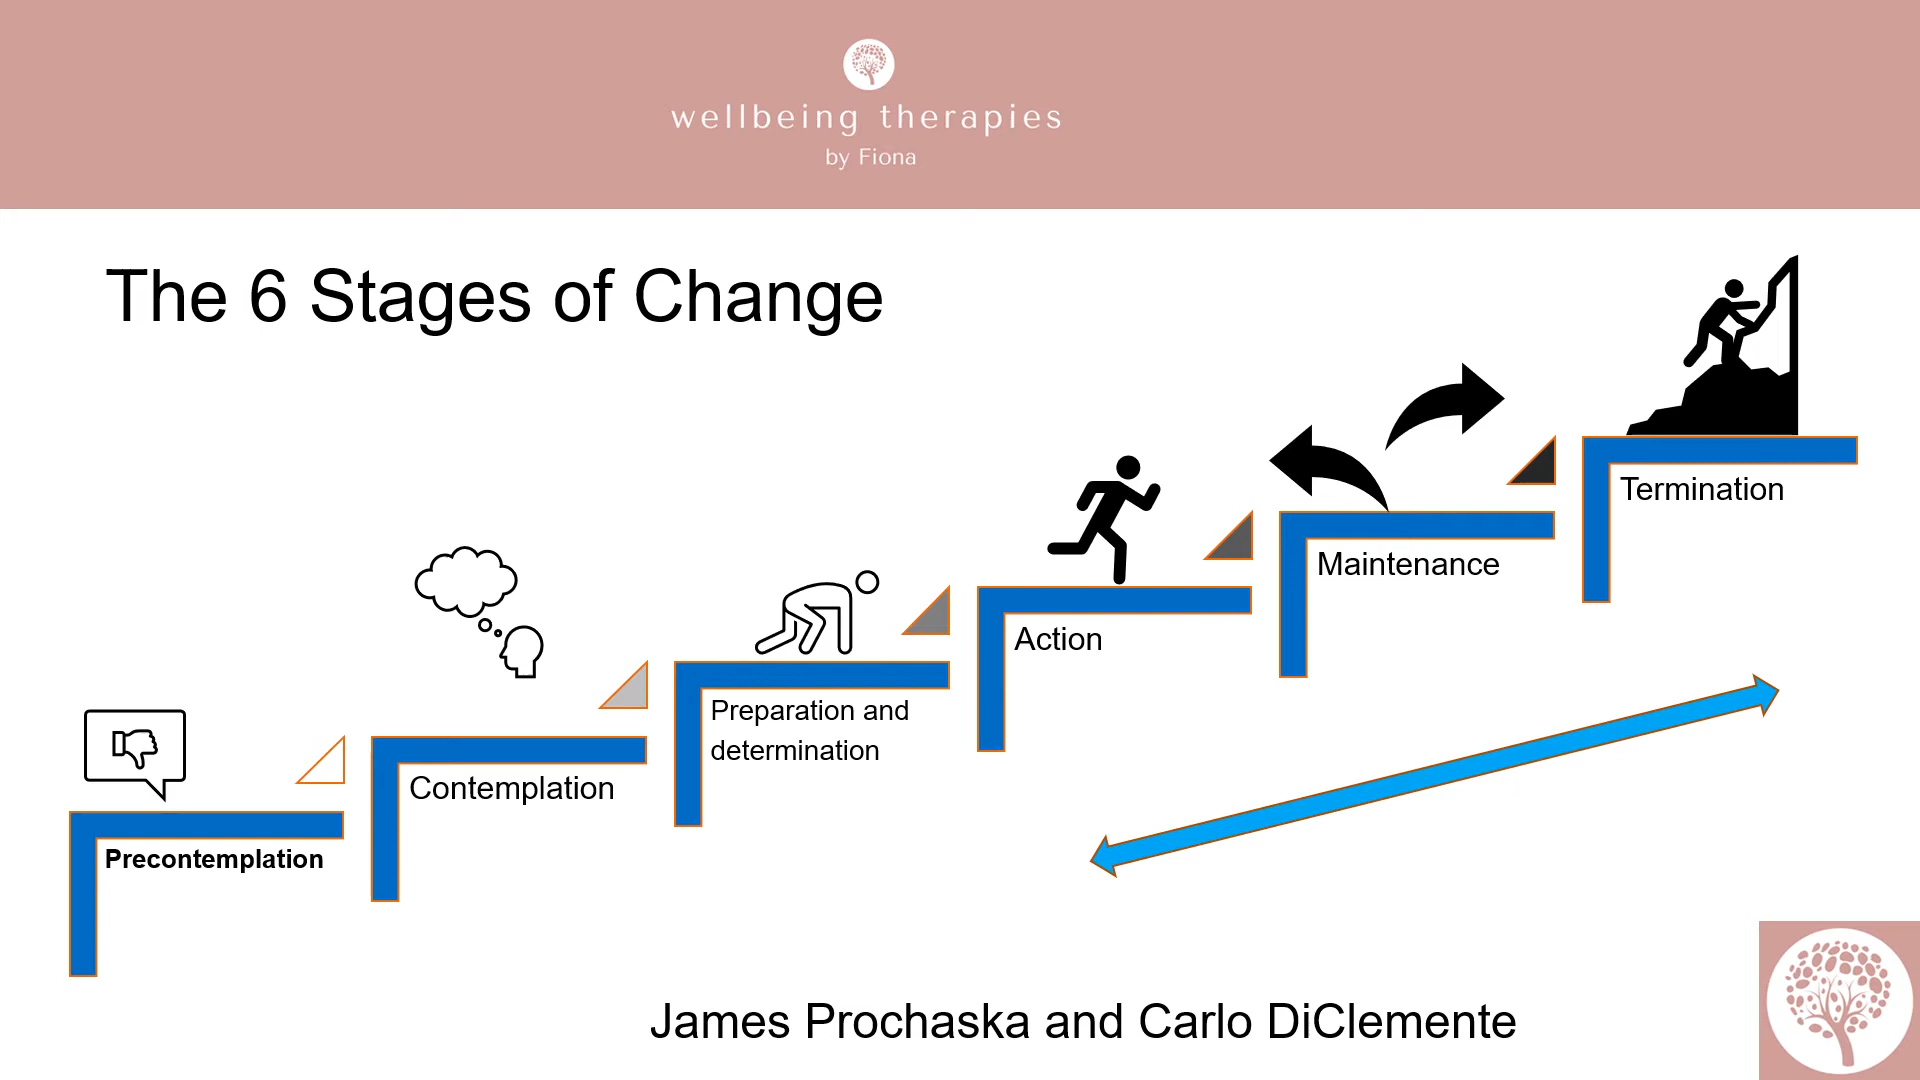 wellbeing therapies
by Fiona
The 6 Stages of Change
Precontemplation
Contemplation
Preparation and
determination
Action
Maintenance
Termination
James Prochaska and Carlo DiClemente